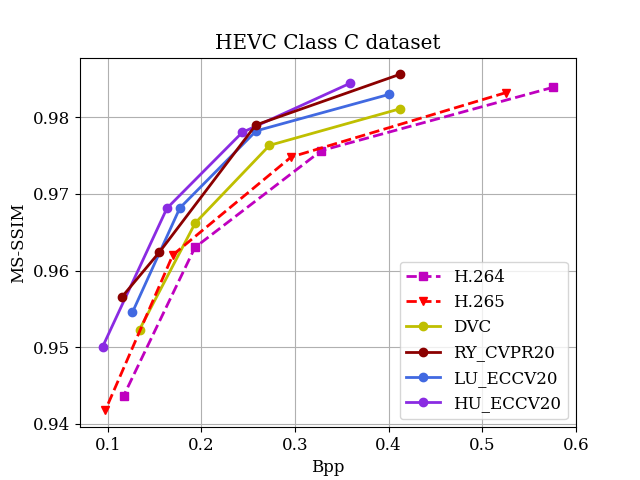 HEVC Class C dataset
MS-SSIM
0.98
0.97
0.96
0.95
0.94
0.1
0.2
0.3
0.4
0.5
0.6
Bpp
H.264
H.265
DVC
RY_CVPR20
LU_ECCV20
HU_ECCV20